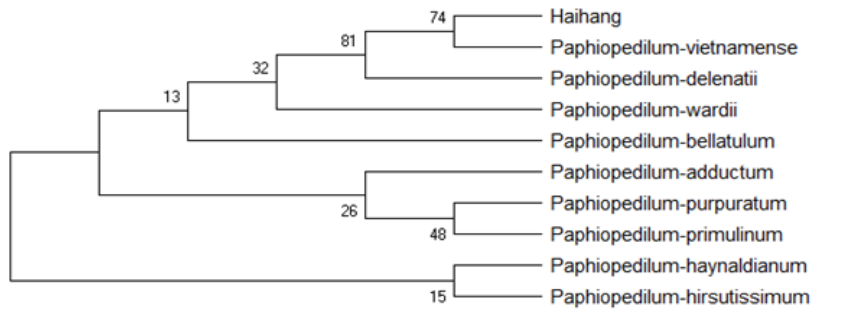 74
Haihang
81
Paphiopedilum-vietnamense
32
Paphiopedilum-delenatii
13
Paphiopedilum-wardii
Paphiopedilum-bellatulum
Paphiopedilum-adductum
26
Paphiopedilum-purpuratum
48
Paphiopedilum-primulinum
Paphiopedilum-haynaldianum
15
Paphiopedilum-hirsutissimum